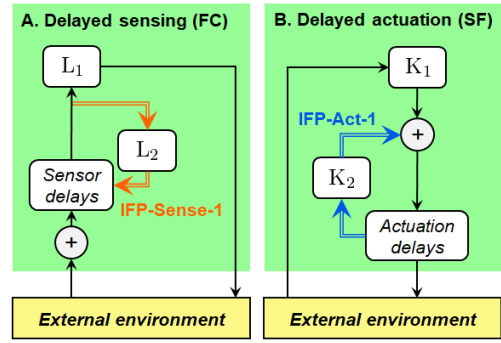 A. Delayed sensing (FC)
L1
L2
Sensor
delays
IFP-Sense-1
+
External environment
B. Delayed actuation (SF)
K1
IFP-Act-1
+
K2
Actuation
delays
External environment